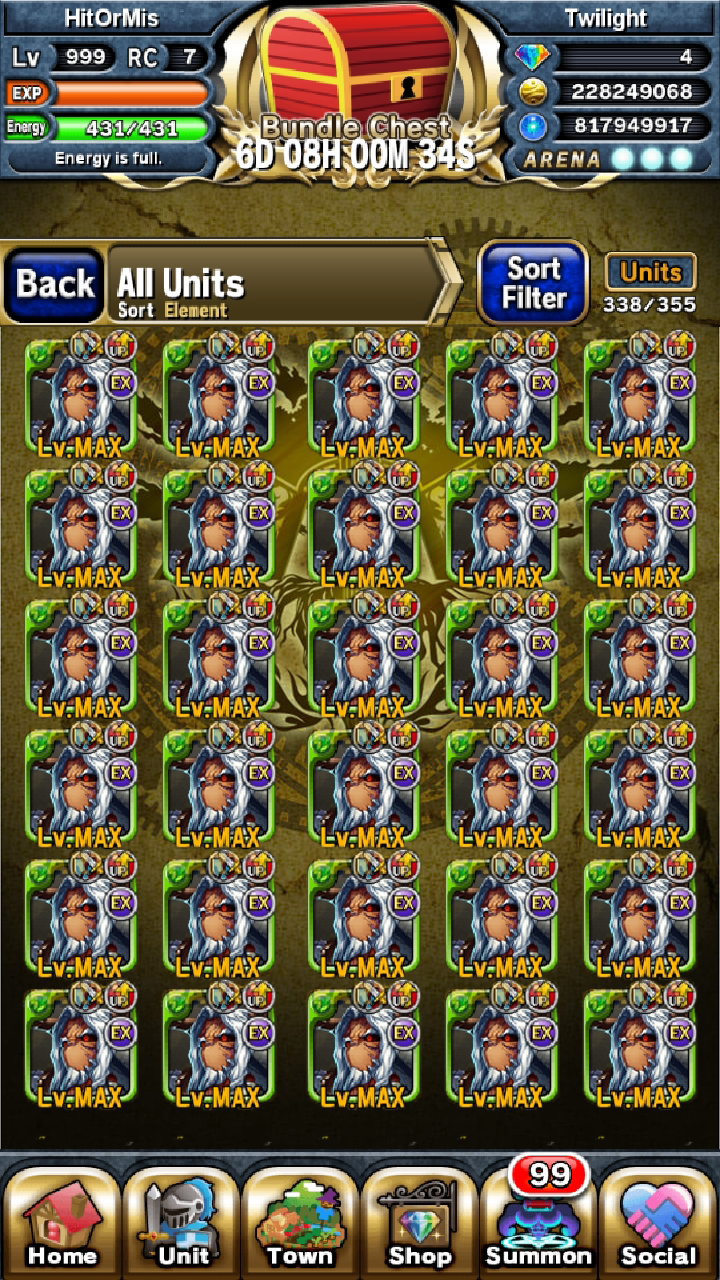 HitOrMis
Twilight
Lv 999 RC 7
4
EXP
228249068
Energy 431/431
817949917
Energy is full.
Bundle Chest
6D 08H 00M 34S
ARENA
Back
All Units
Sort Element
Sort
Filter
Units
338/355
UP UP UP UP UP
EX EX EX EX EX
Lv.MAX Lv.MAX Lv.MAX Lv.MAX Lv.MAX
UP UP UP UP UP
EX EX EX EX EX
Lv.MAX Lv.MAX Lv.MAX Lv.MAX Lv.MAX
UP UP UP UP UP
EX EX EX EX EX
Lv.MAX Lv.MAX Lv.MAX Lv.MAX Lv.MAX
UP UP UP UP UP
EX EX EX EX EX
Lv.MAX Lv.MAX Lv.MAX Lv.MAX Lv.MAX
UP UP UP UP UP
EX EX EX EX EX
Lv.MAX Lv.MAX Lv.MAX Lv.MAX Lv.MAX
UP UP UP UP UP
EX EX EX EX EX
Lv.MAX Lv.MAX Lv.MAX Lv.MAX Lv.MAX
99
Home Unit Town Shop Summon Social